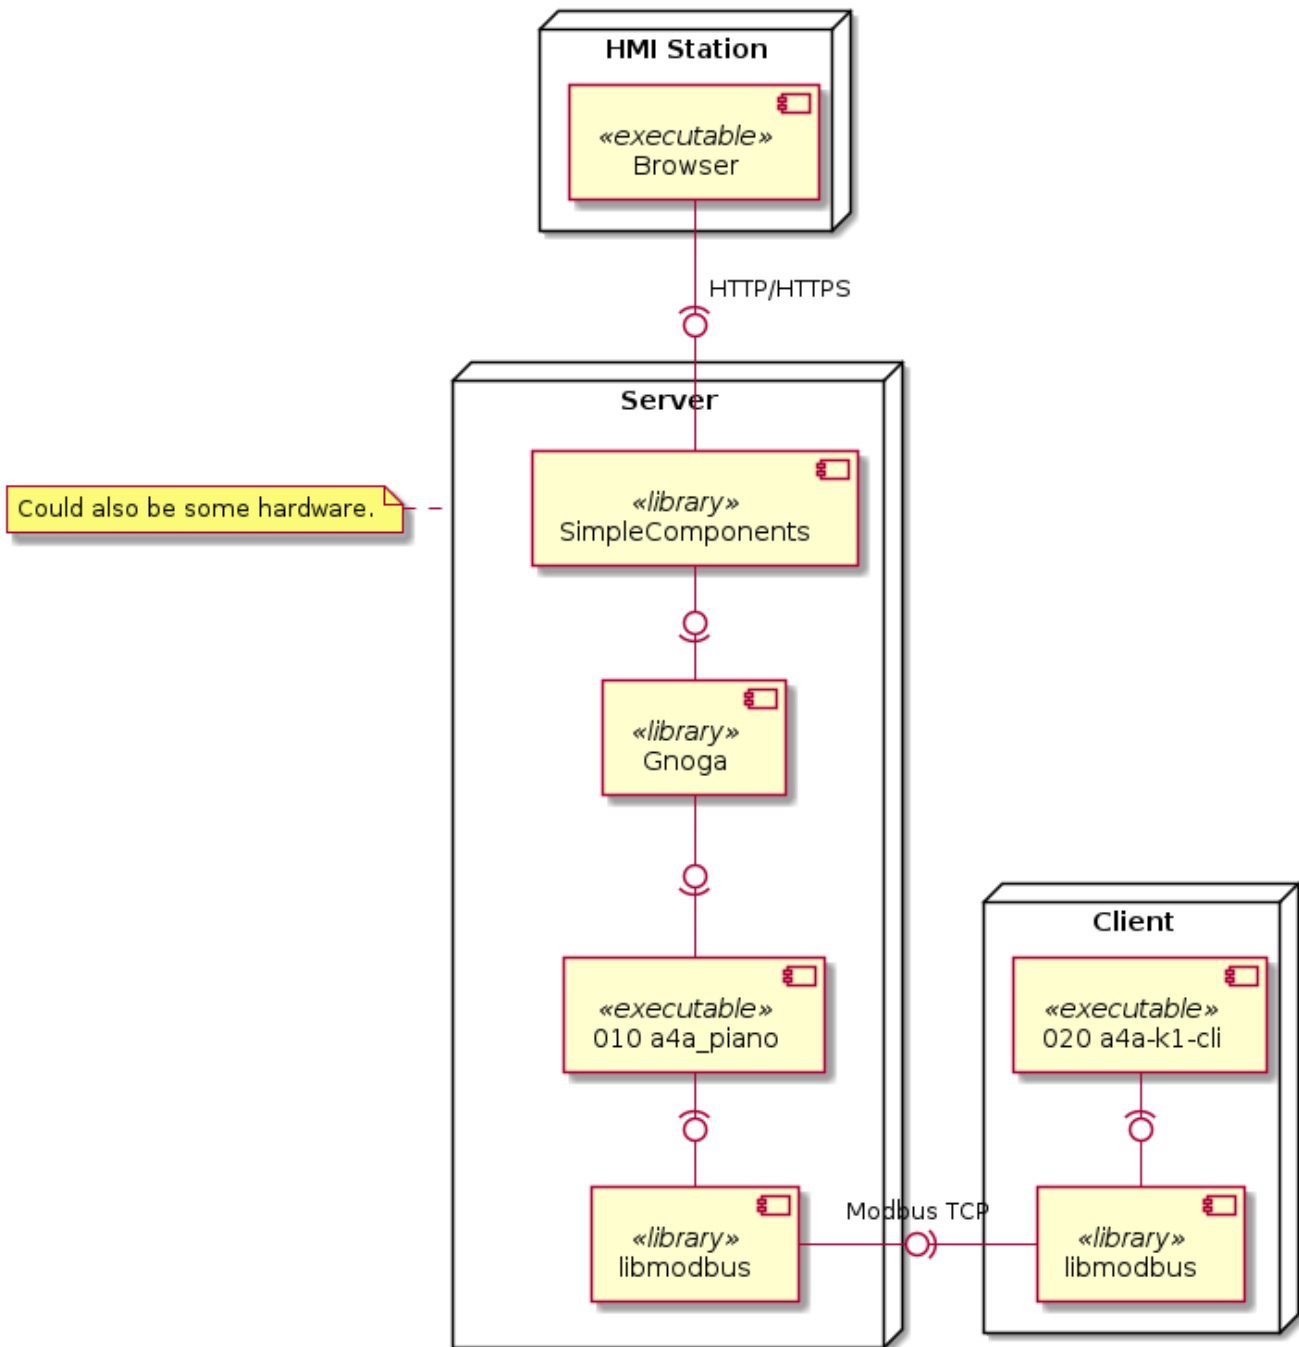 HMI Station
«executable»
Browser
HTTP/HTTPS
Server
«library»
SimpleComponents
Could also be some hardware.
«library»
Gnoga
«executable»
010 a4a_piano
«library»
libmodbus
Modbus TCP
Client
«executable»
020 a4a-k1-cli
«library»
libmodbus